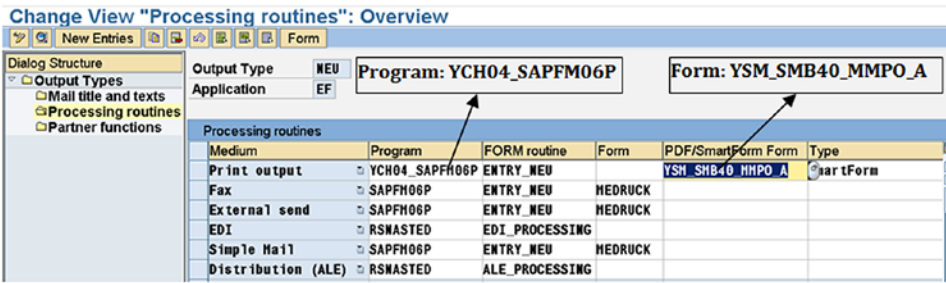 Change View "Processing routines": Overview
New Entries Form
Dialog Structure
Output Types
Mail title and texts
Processing routines
Partner functions
Output Type NEU
Application EF
Program: YCH04_SAPFM06P
Form: YSM_SMB40_MMPO_A
Processing routines
Medium Program FORM routine Form PDF/SmartForm Form Type
Print output YCH04_SAPFM06P ENTRY_NEU YSM_SMB40_MMPO_A martForm
Fax SAPFM06P ENTRY_NEU MEDRUCK
External send SAPFM06P ENTRY_NEU MEDRUCK
EDI RSNASTED EDI_PROCESSING
Simple Mail SAPFM06P ENTRY_NEU MEDRUCK
Distribution (ALE) RSNASTED ALE_PROCESSING